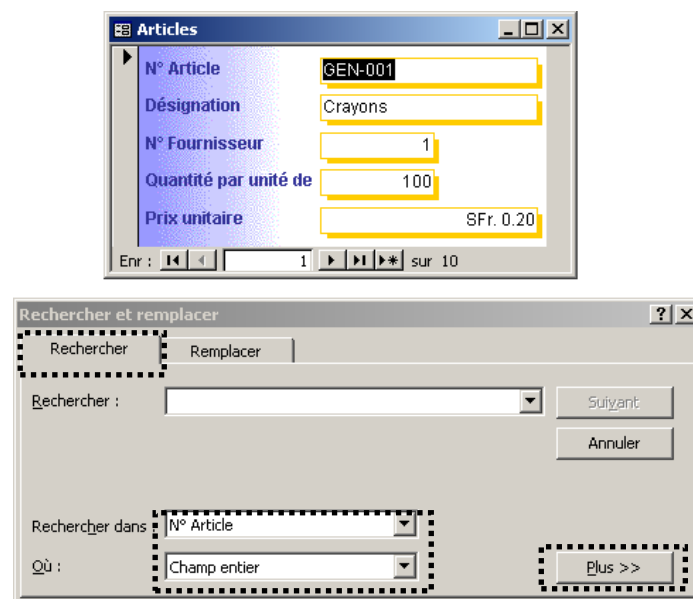 Articles
N° Article GEN-001
Désignation Crayons
N° Fournisseur 1
Quantité par unité de 100
Prix unitaire SFr. 0.20
Enr : 1 sur 10
Rechercher et remplacer
Rechercher Remplacer
Rechercher : Suivant
Annuler
Rechercher dans : N° Article
Où : Champ entier Plus >>